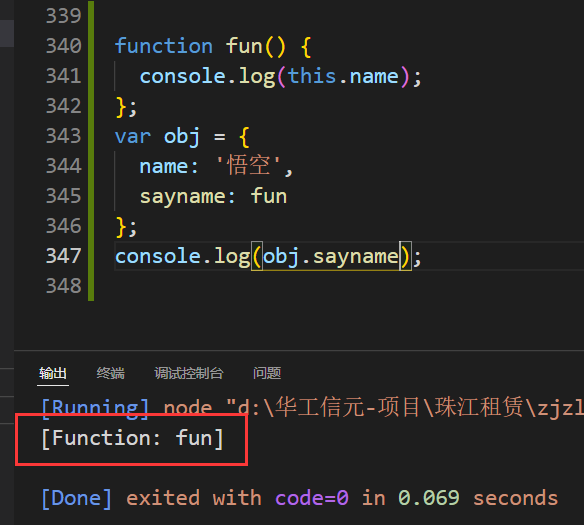 339
340 function fun() {
341 console.log(this.name);
342 };
343 var obj = {
344 name: '悟空',
345 sayname: fun
346 };
347 console.log(obj.sayname);
348
输出 终端 调试控制台 问题
[Running] node "d:\华工信元-项目\珠江租赁\zjzl
[Function: fun]
[Done] exited with code=0 in 0.069 seconds